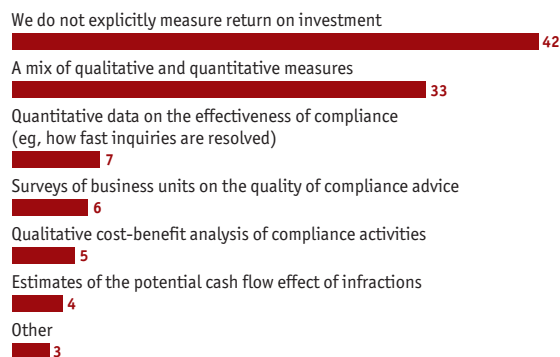 We do not explicitly measure return on investment
42
A mix of qualitative and quantitative measures
33
Quantitative data on the effectiveness of compliance
(eg, how fast inquiries are resolved)
7
Surveys of business units on the quality of compliance advice
6
Qualitative cost-benefit analysis of compliance activities
5
Estimates of the potential cash flow effect of infractions
4
Other
3